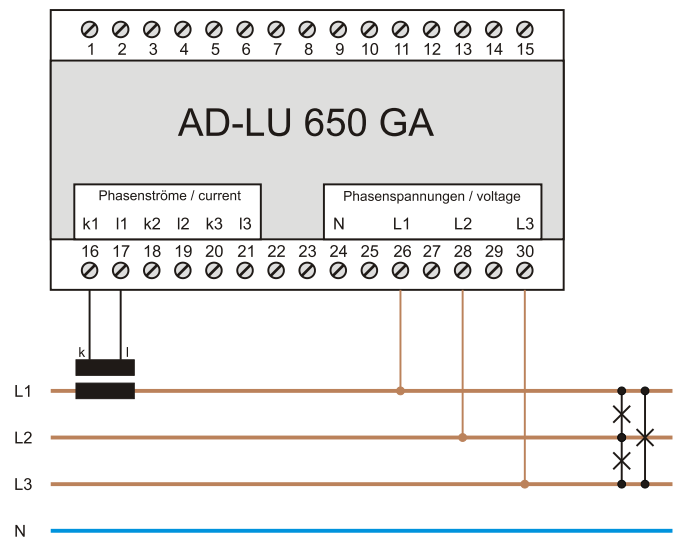 1 2 3 4 5 6 7 8 9 10 11 12 13 14 15
AD-LU 650 GA
Phasenströme / current
Phasenspannungen / voltage
k1 l1 k2 l2 k3 l3
N L1 L2 L3
16 17 18 19 20 21 22 23 24 25 26 27 28 29 30
k l
L1
L2
L3
N